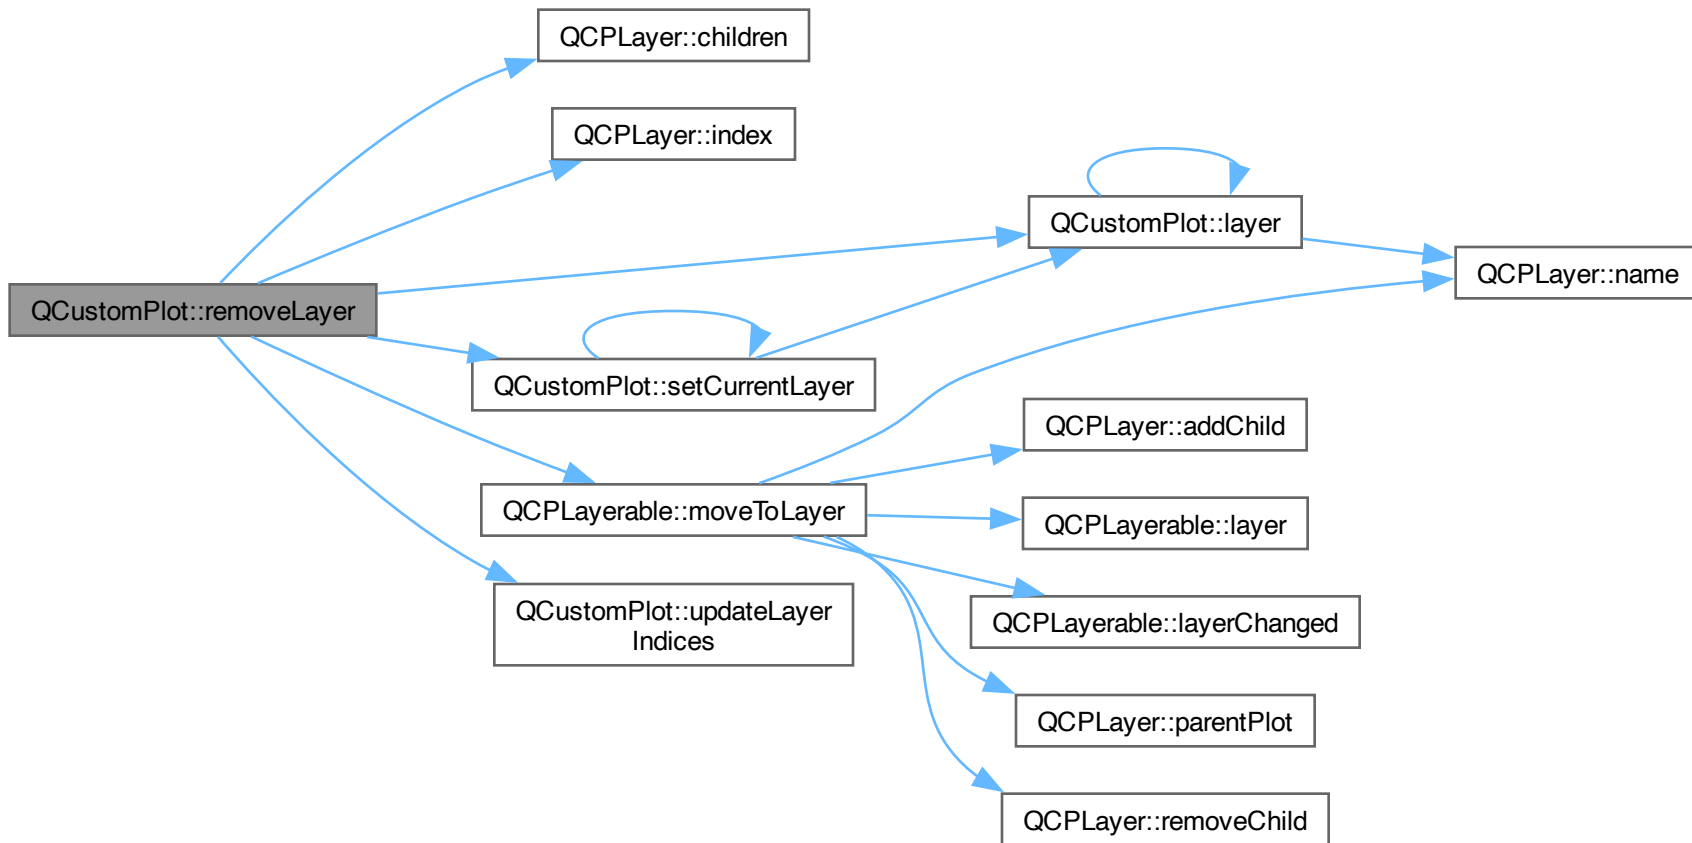 QCPLayer::children
QCPLayer::index
QCustomPlot::layer
QCPLayer::name
QCustomPlot::removeLayer
QCustomPlot::setCurrentLayer
QCPLayer::addChild
QCPLayerable::moveToLayer
QCPLayerable::layer
QCustomPlot::updateLayer
Indices
QCPLayerable::layerChanged
QCPLayer::parentPlot
QCPLayer::removeChild